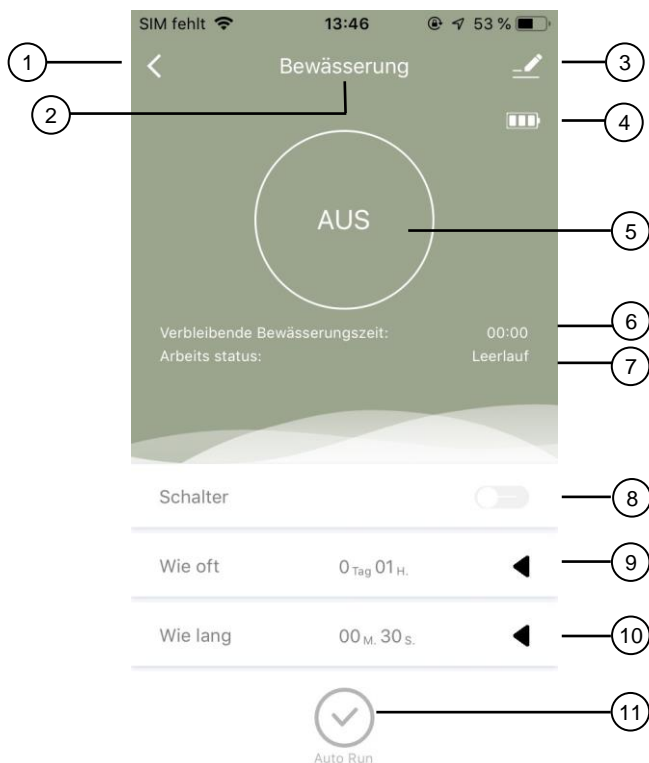 SIM fehlt 13:46 53 %
1 Bewässerung 3
2
4
AUS
5
Verbleibende Bewässerungszeit: 00:00 6
Arbeits status: Leerlauf 7
Schalter 8
Wie oft 0 Tag 01 H. 9
Wie lang 00 M. 30 S. 10
11
Auto Run